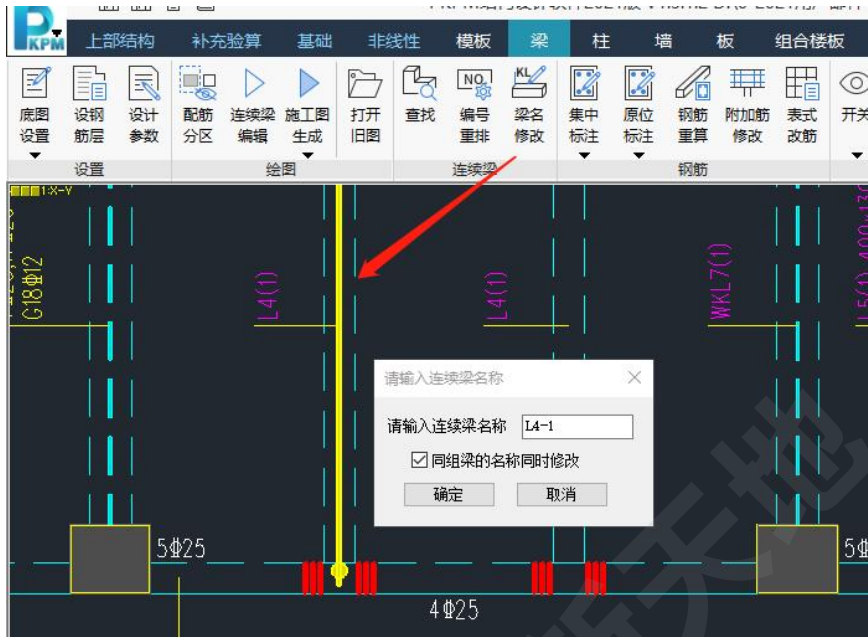 PKPM
上部结构 补充验算 基础 非线性 模板 梁 柱 墙 板 组合楼板
底图设置 设钢筋层 设计参数 配筋分区 连续梁编辑 施工图生成 打开旧图 查找 NO. 编号重排 KL 梁名修改 集中标注 原位标注 钢筋重算 附加筋修改 表式改筋 开关
设置 绘图 连续梁 钢筋
1:X-Y
G18Φ12
L4(1)
L4(1)
WKL7(1)
请输入连续梁名称
请输入连续梁名称 L4-1
同组梁的名称同时修改
确定 取消
5Φ25
4Φ25
新天地